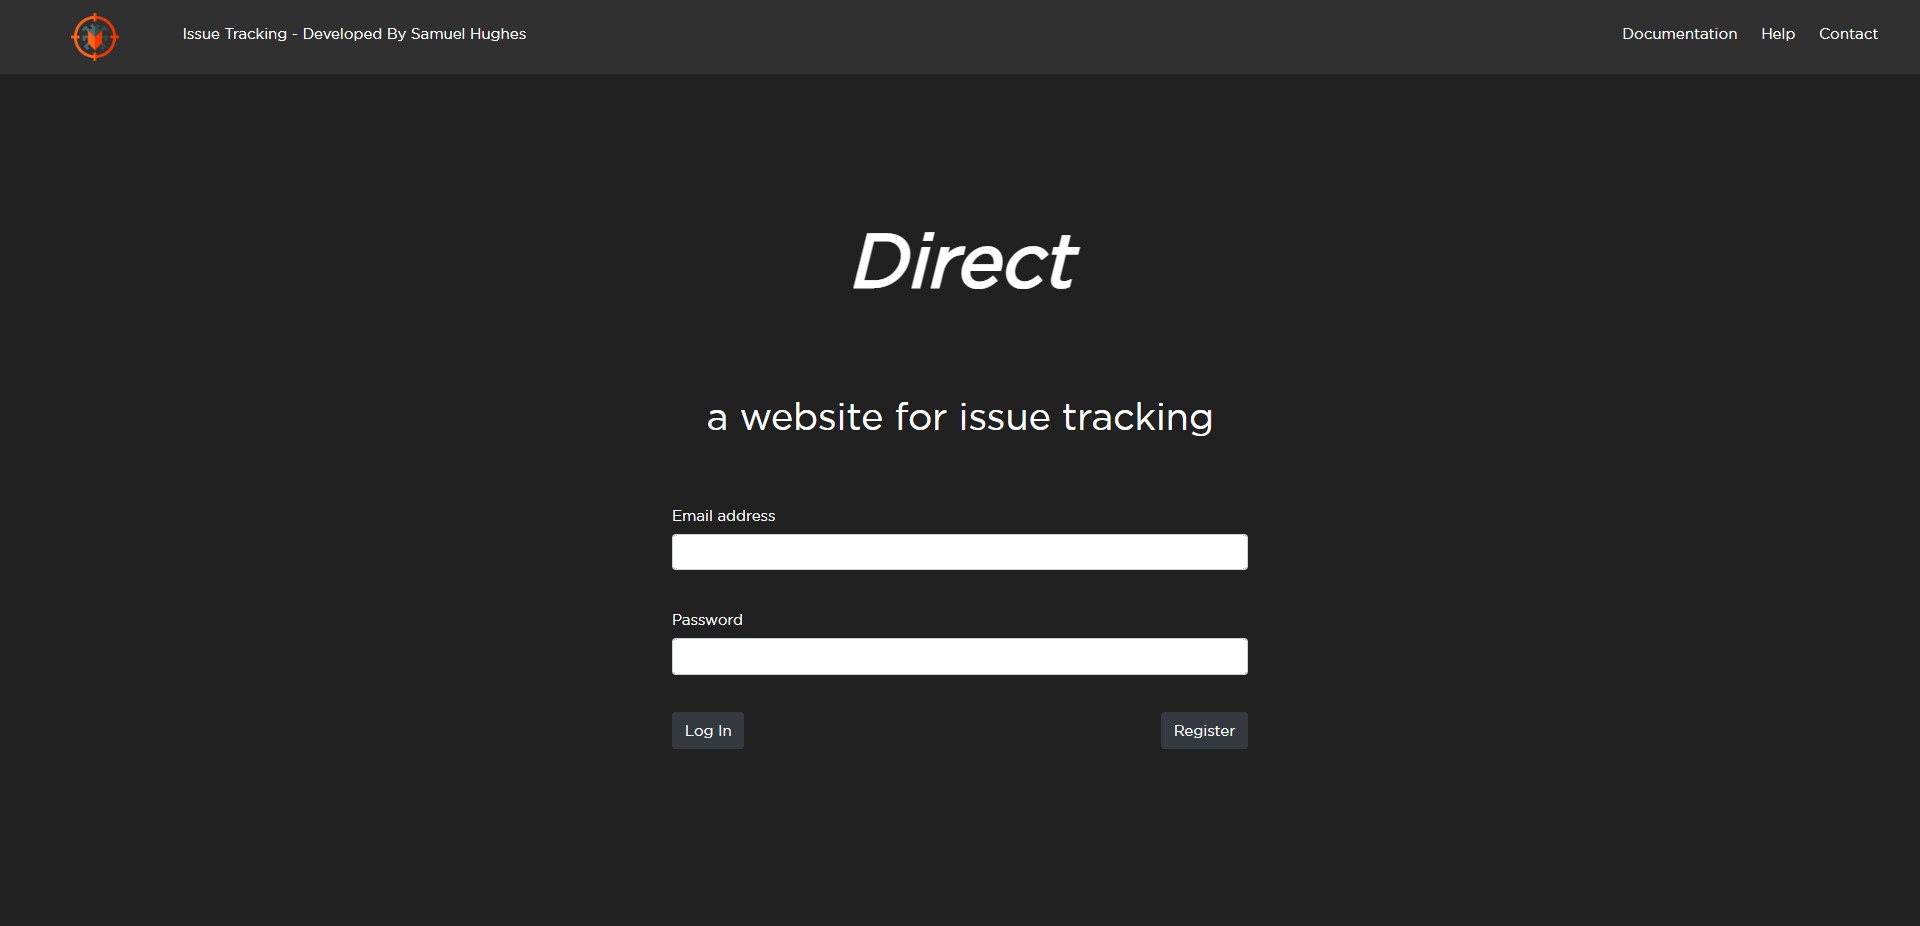 Issue Tracking - Developed By Samuel Hughes
Documentation Help Contact
Direct
a website for issue tracking
Email address
Password
Log In Register